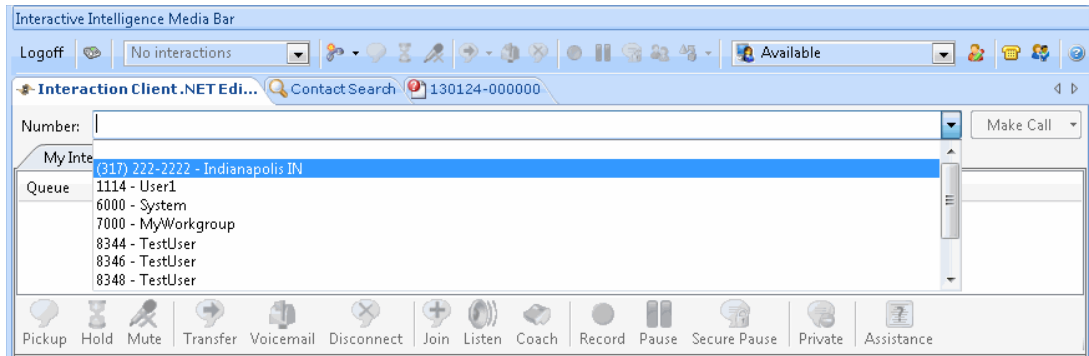 Interactive Intelligence Media Bar
Logoff No interactions Available
Interaction Client .NET Edi... Contact Search 130124-000000
Number: Make Call
My Inte
(317) 222-2222 - Indianapolis IN
Queue
1114 - User1
6000 - System
7000 - MyWorkgroup
8344 - TestUser
8346 - TestUser
8348 - TestUser
Pickup Hold Mute Transfer Voicemail Disconnect Join Listen Coach Record Pause Secure Pause Private Assistance